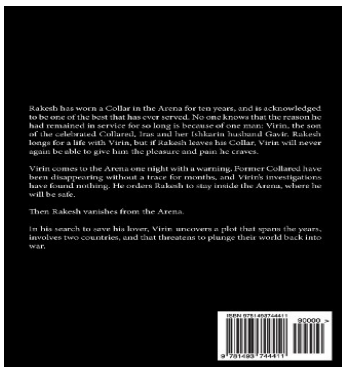 Rakesh has worn a Collar in the Arena for ten years, and is acknowledged
to be one of the best that has ever served. No one knows that the reason he
had remained in service for so long is because of one man: Virin, the son
of the celebrated Collared, Iras and her Ishkarin husband Gavir. Rakesh
longs for a life with Virin, but if Rakesh leaves his Collar, Virin will never
again be able to give him the pleasure and pain he craves.
Virin comes to the Arena one night with a warning. Former Collared have
been disappearing without a trace for months, and Virin's investigations
have found nothing. He orders Rakesh to stay inside the Arena, where he
will be safe.
Then Rakesh vanishes from the Arena.
In his search to save his lover, Virin uncovers a plot that spans the years,
involves two countries, and that threatens to plunge their world back into
war.
ISBN 9781493744411
90000 >
9 781493 744411